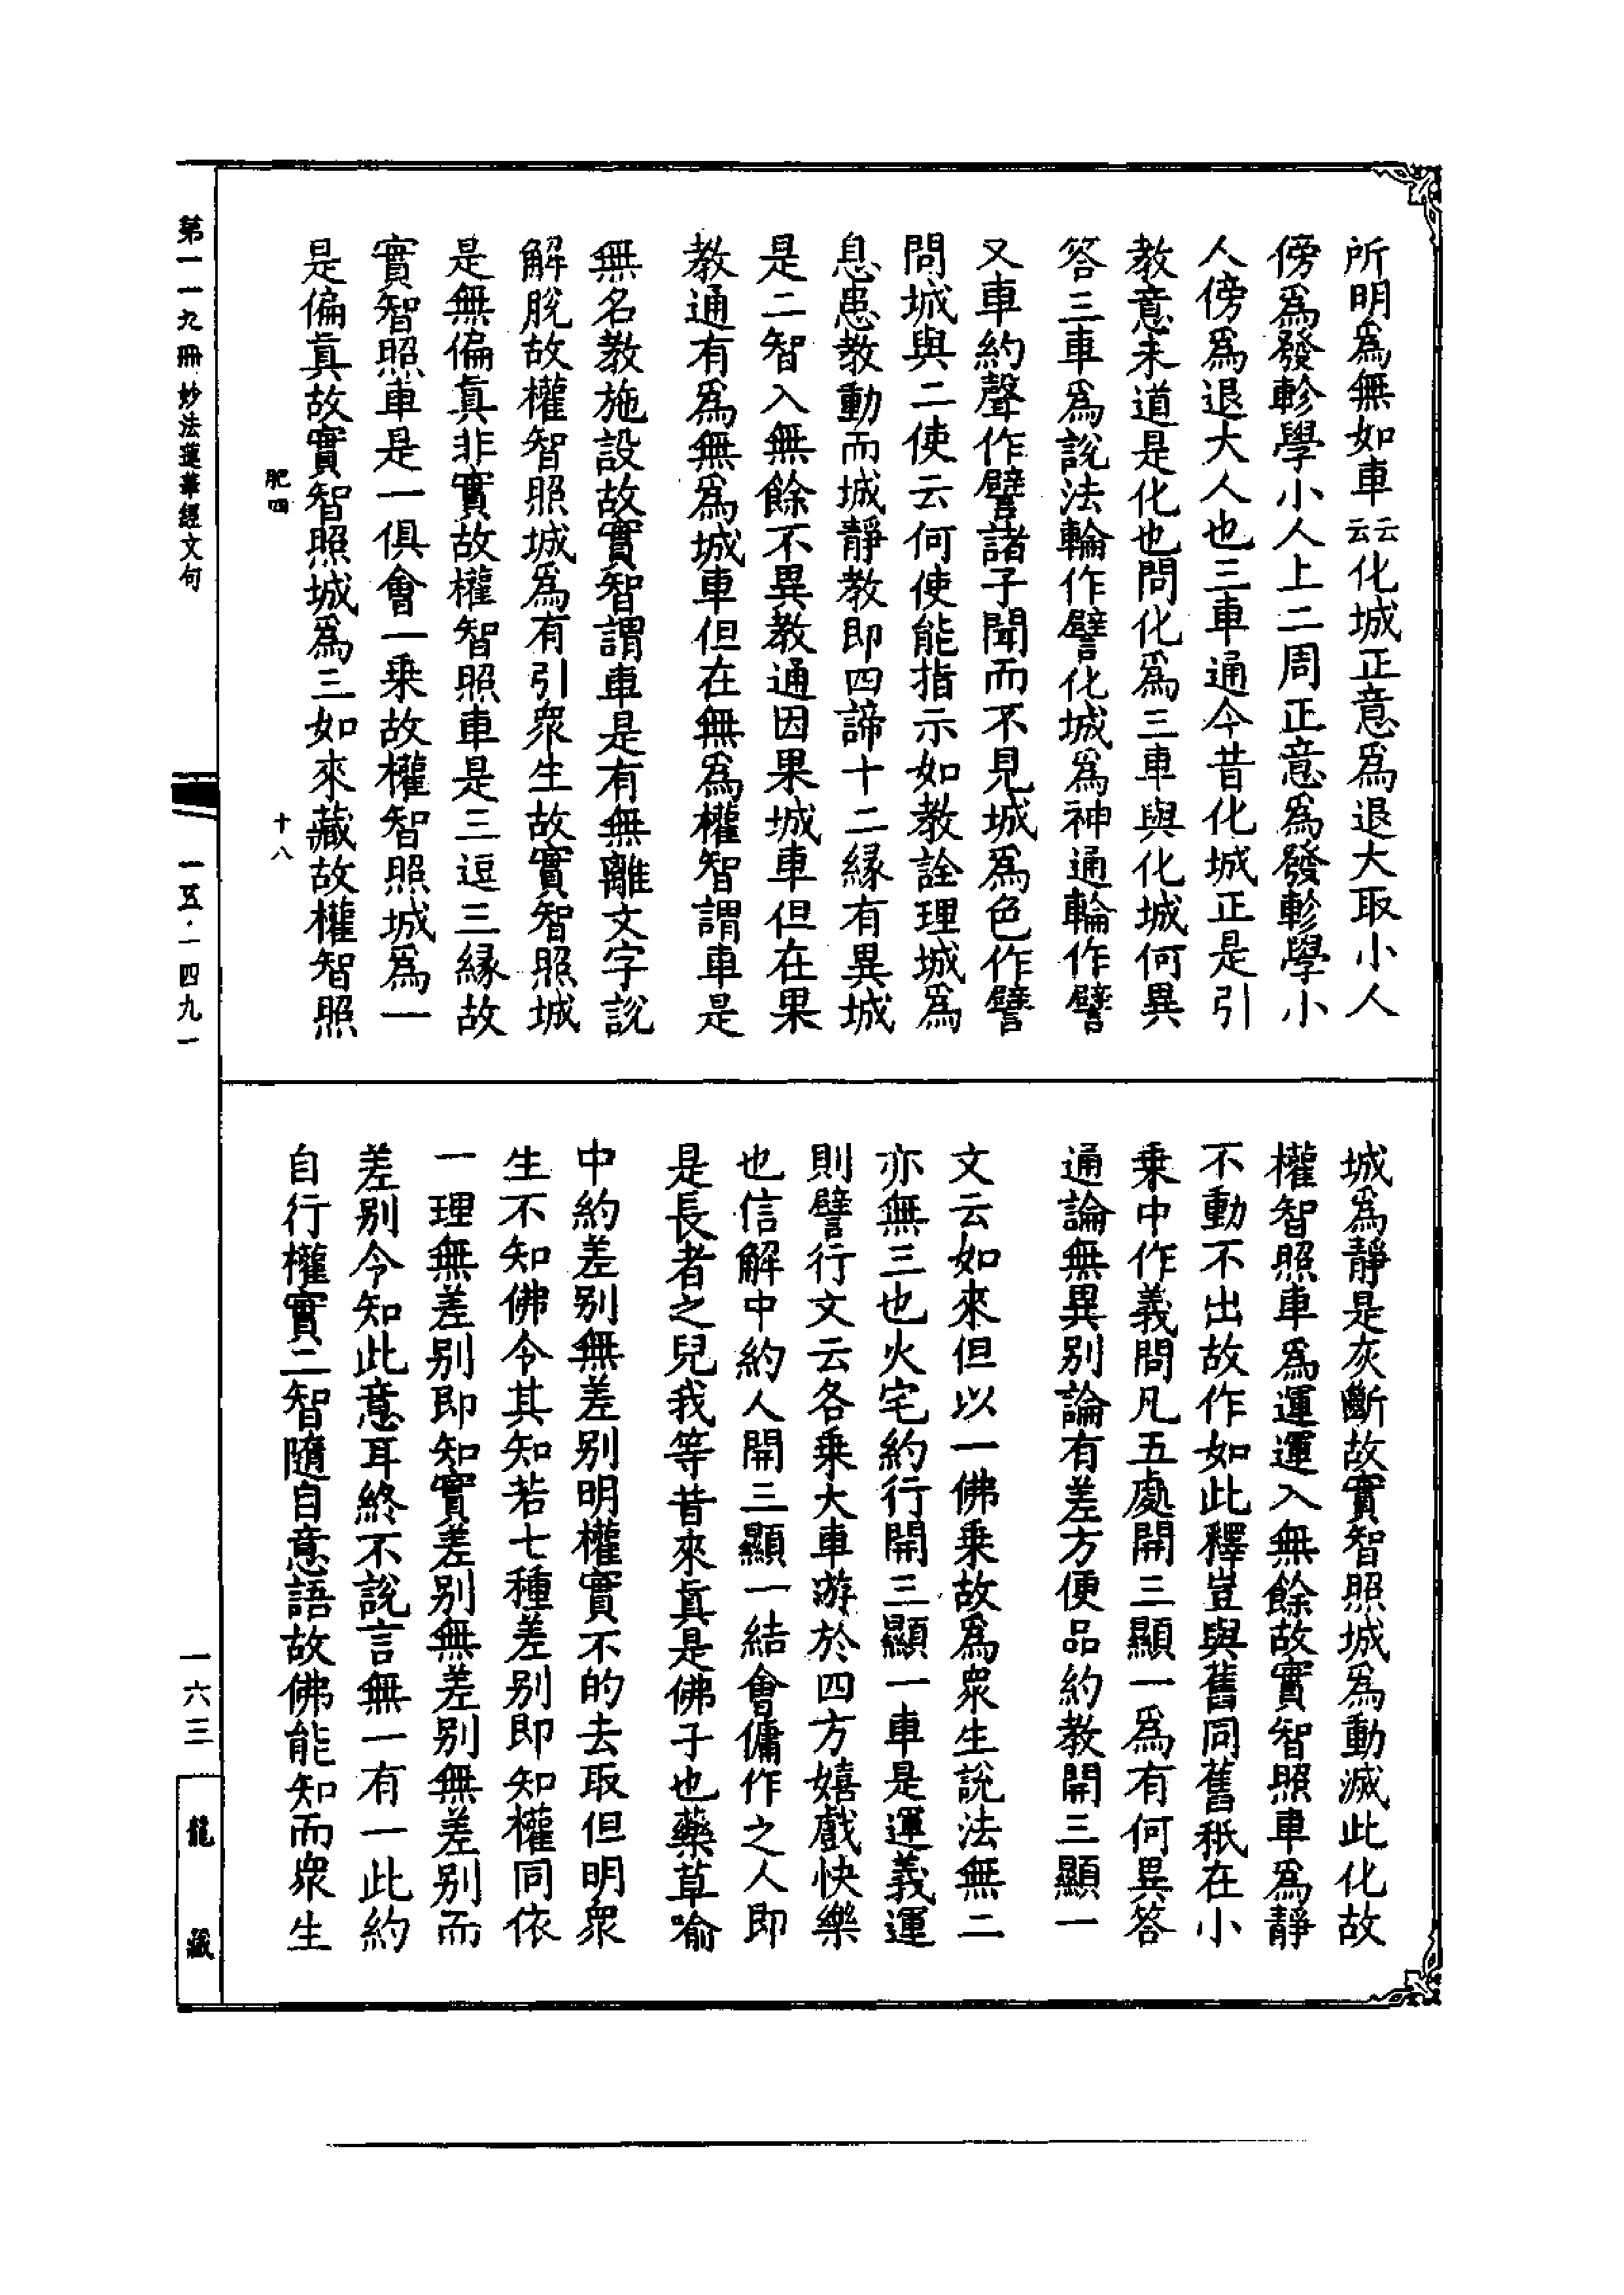 所明爲無如車云云化城正意爲退大取小人
傍爲發軫學小人上二周正意爲發軫學小
人傍爲退大人也三車通今昔化城正是引
教意未道是化也問化爲三車與化城何異
答三車爲說法輪作譬化城爲神通輪作譬
又車約聲作譬諸子聞而不見城爲色作譬
問城與二使云何使能指示如教詮理城爲
息患教動而城靜教即四諦十二緣有異城
是二智入無餘不異教通因果城車但在果
教通有爲無爲城車但在無爲權智謂車是
無名教施設故實智謂車是有無離文字說
解脫故權智照城爲有引衆生故實智照城
是無偏眞非實故權智照車是三逗三緣故
實智照車是一俱會一乗故權智照城爲一
是偏眞故實智照城爲三如來藏故權智照
城爲靜是灰斷故實智照城爲動滅此化故
權智照車爲運運入無餘故實智照車爲靜
不動不出故作如此釋豈與舊同舊秖在小
乗中作義問凡五處開三顯一爲有何異答
通論無異別論有差方便品約教開三顯一
文云如來但以一佛乗故爲衆生說法無二
亦無三也火宅約行開三顯一車是運義運
則譬行文云各乗大車游於四方嬉戲快樂
也信解中約人開三顯一結會傭作之人即
是長者之兒我等昔來眞是佛子也藥草喻
中約差別無差別明權實不的去取但明衆
生不知佛令其知若七種差別即知權同依
一理無差別即知實差別無差別無差別而
差別令知此意耳終不說言無一有一此約
自行權實二智隨自意語故佛能知而衆生
肥四
十八
第一一九冊 妙法蓮華經文句
一五·一四九一
一六三
龍藏